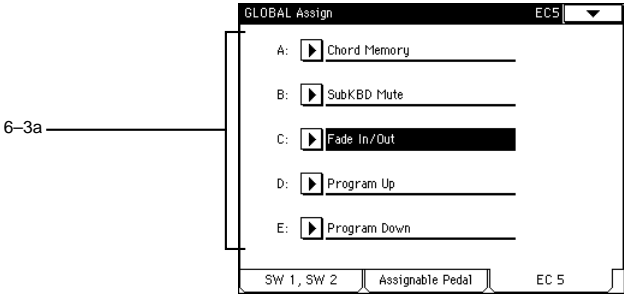 GLOBAL Assign EC5
A: Chord Memory
B: SubKBD Mute
6–3a
C: Fade In/Out
D: Program Up
E: Program Down
SW 1, SW 2 Assignable Pedal EC 5